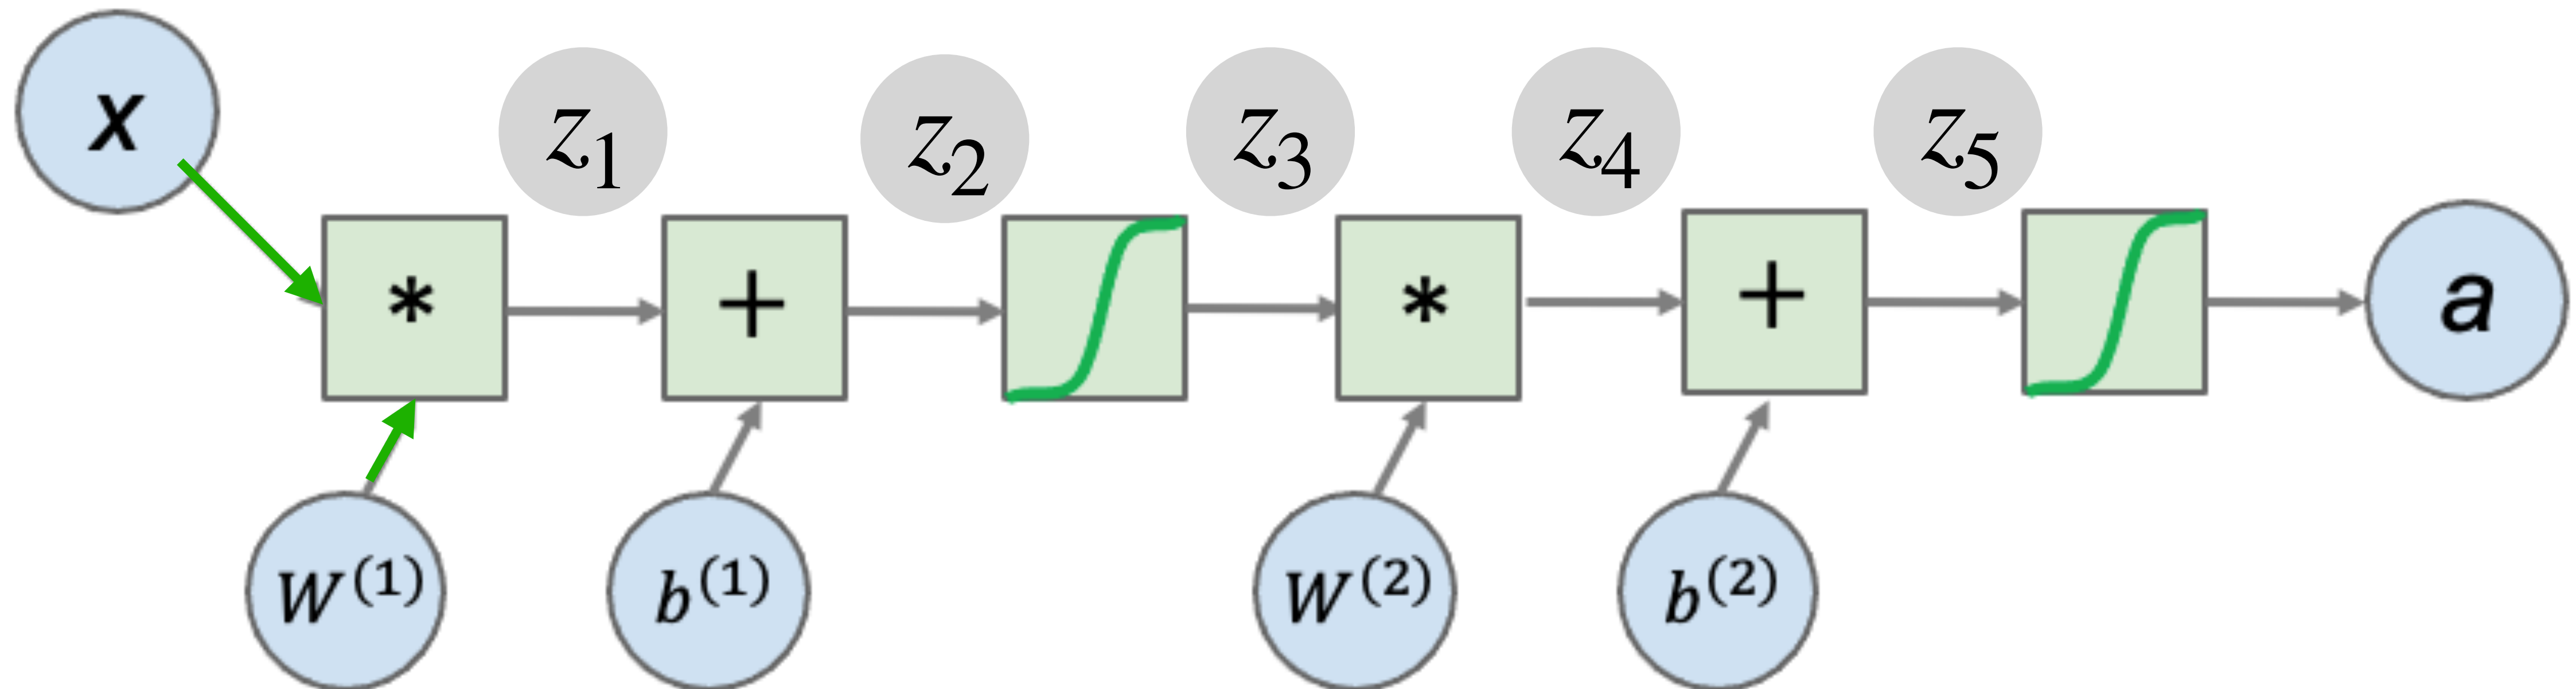 x
z₁
z₂
z₃
z₄
z₅
*
+
*
+
a
W⁽¹⁾
b⁽¹⁾
W⁽²⁾
b⁽²⁾